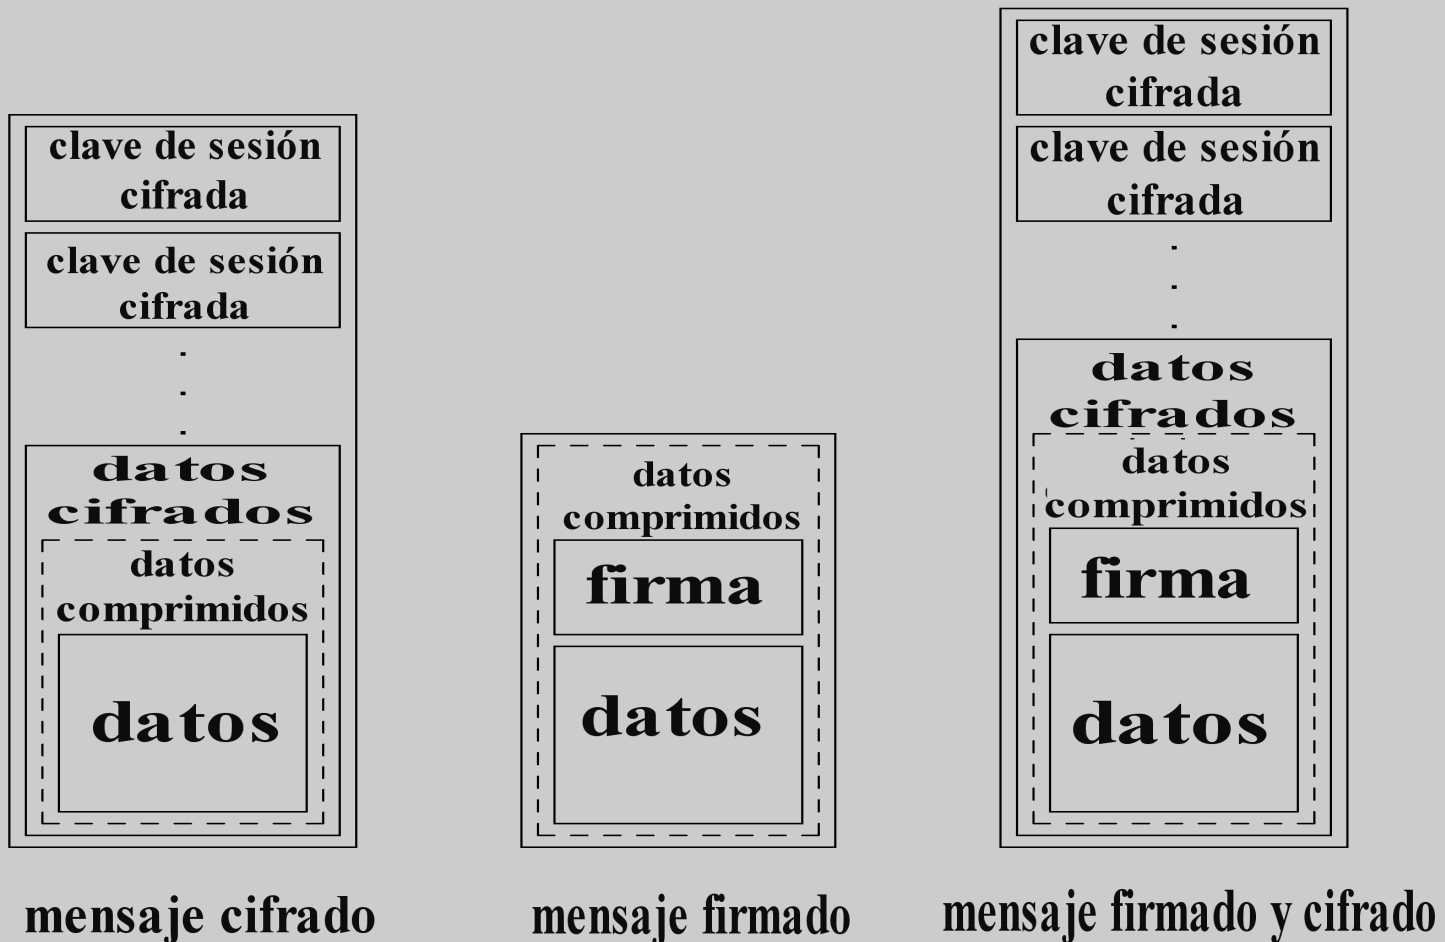 clave de sesión
cifrada
clave de sesión
cifrada
datos
cifrados
datos
comprimidos
datos
mensaje cifrado
datos
comprimidos
firma
datos
mensaje firmado
clave de sesión
cifrada
clave de sesión
cifrada
datos
cifrados
datos
comprimidos
firma
datos
mensaje firmado y cifrado